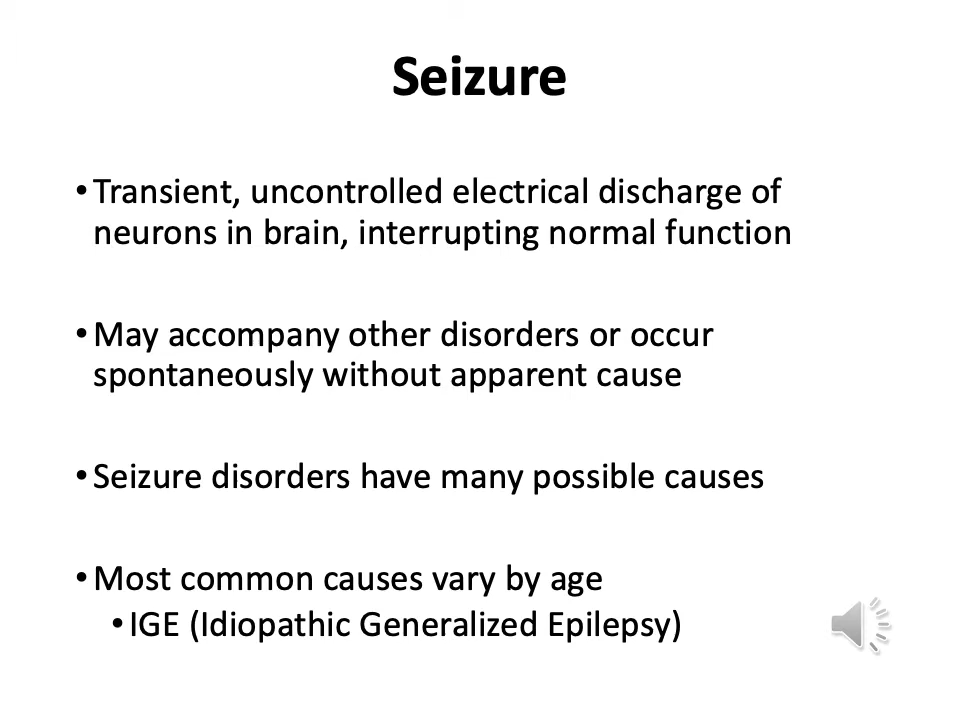 Seizure
•Transient, uncontrolled electrical discharge of
neurons in brain, interrupting normal function
•May accompany other disorders or occur
spontaneously without apparent cause
•Seizure disorders have many possible causes
•Most common causes vary by age
•IGE (Idiopathic Generalized Epilepsy)